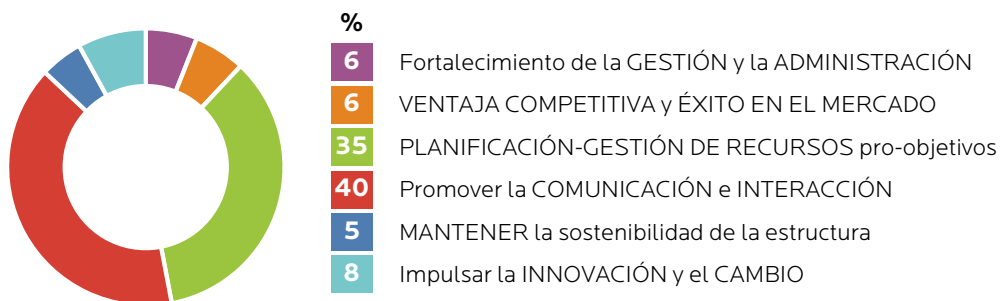 %
6 Fortalecimiento de la GESTIÓN y la ADMINISTRACIÓN
6 VENTAJA COMPETITIVA y ÉXITO EN EL MERCADO
35 PLANIFICACIÓN-GESTIÓN DE RECURSOS pro-objetivos
40 Promover la COMUNICACIÓN e INTERACCIÓN
5 MANTENER la sostenibilidad de la estructura
8 Impulsar la INNOVACIÓN y el CAMBIO